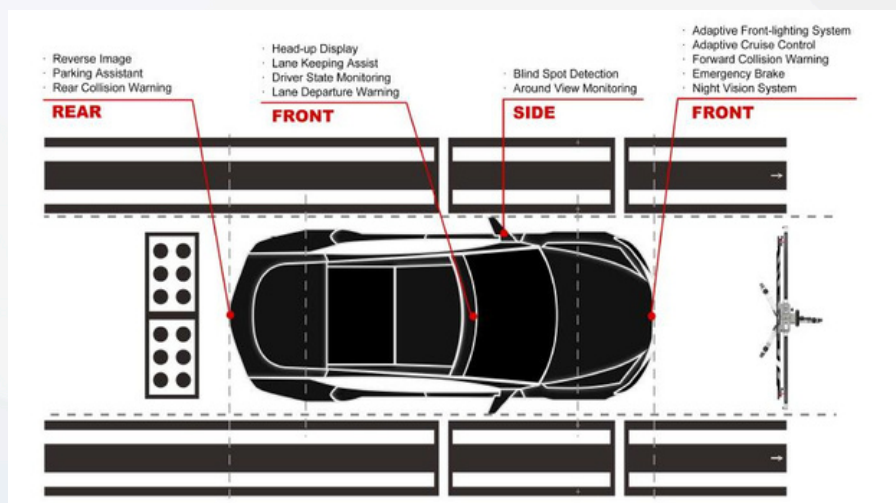 · Reverse Image
· Parking Assistant
· Rear Collision Warning
REAR
· Head-up Display
· Lane Keeping Assist
· Driver State Monitoring
· Lane Departure Warning
FRONT
· Blind Spot Detection
· Around View Monitoring
SIDE
· Adaptive Front-lighting System
· Adaptive Cruise Control
· Forward Collision Warning
· Emergency Brake
· Night Vision System
FRONT